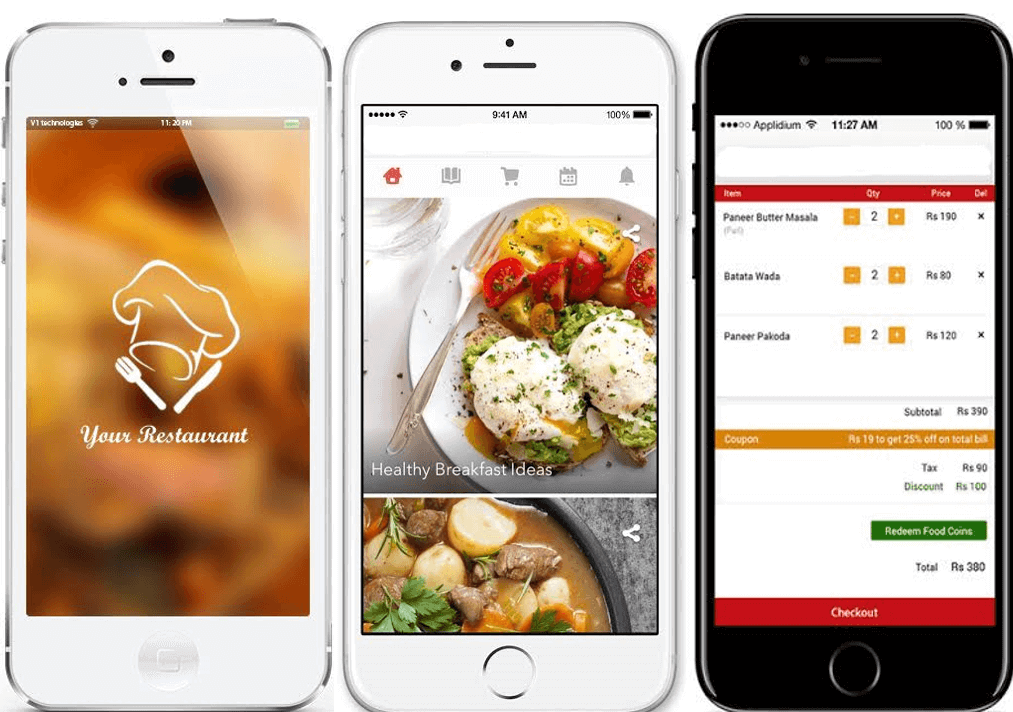 V1 technologies 11:20 PM
Your Restaurant
9:41 AM 100%
Healthy Breakfast Ideas
Applidium 11:27 AM 100 %
Item Qty Price Del
Paneer Butter Masala - 2 + Rs 190 ×
(Full)
Batata Wada - 2 + Rs 80 ×
Paneer Pakoda - 2 + Rs 120 ×
Subtotal Rs 390
Coupon Rs 19 to get 25% off on total bill
Tax Rs 90
Discount Rs 100
Redeem Food Coins
Total Rs 380
Checkout